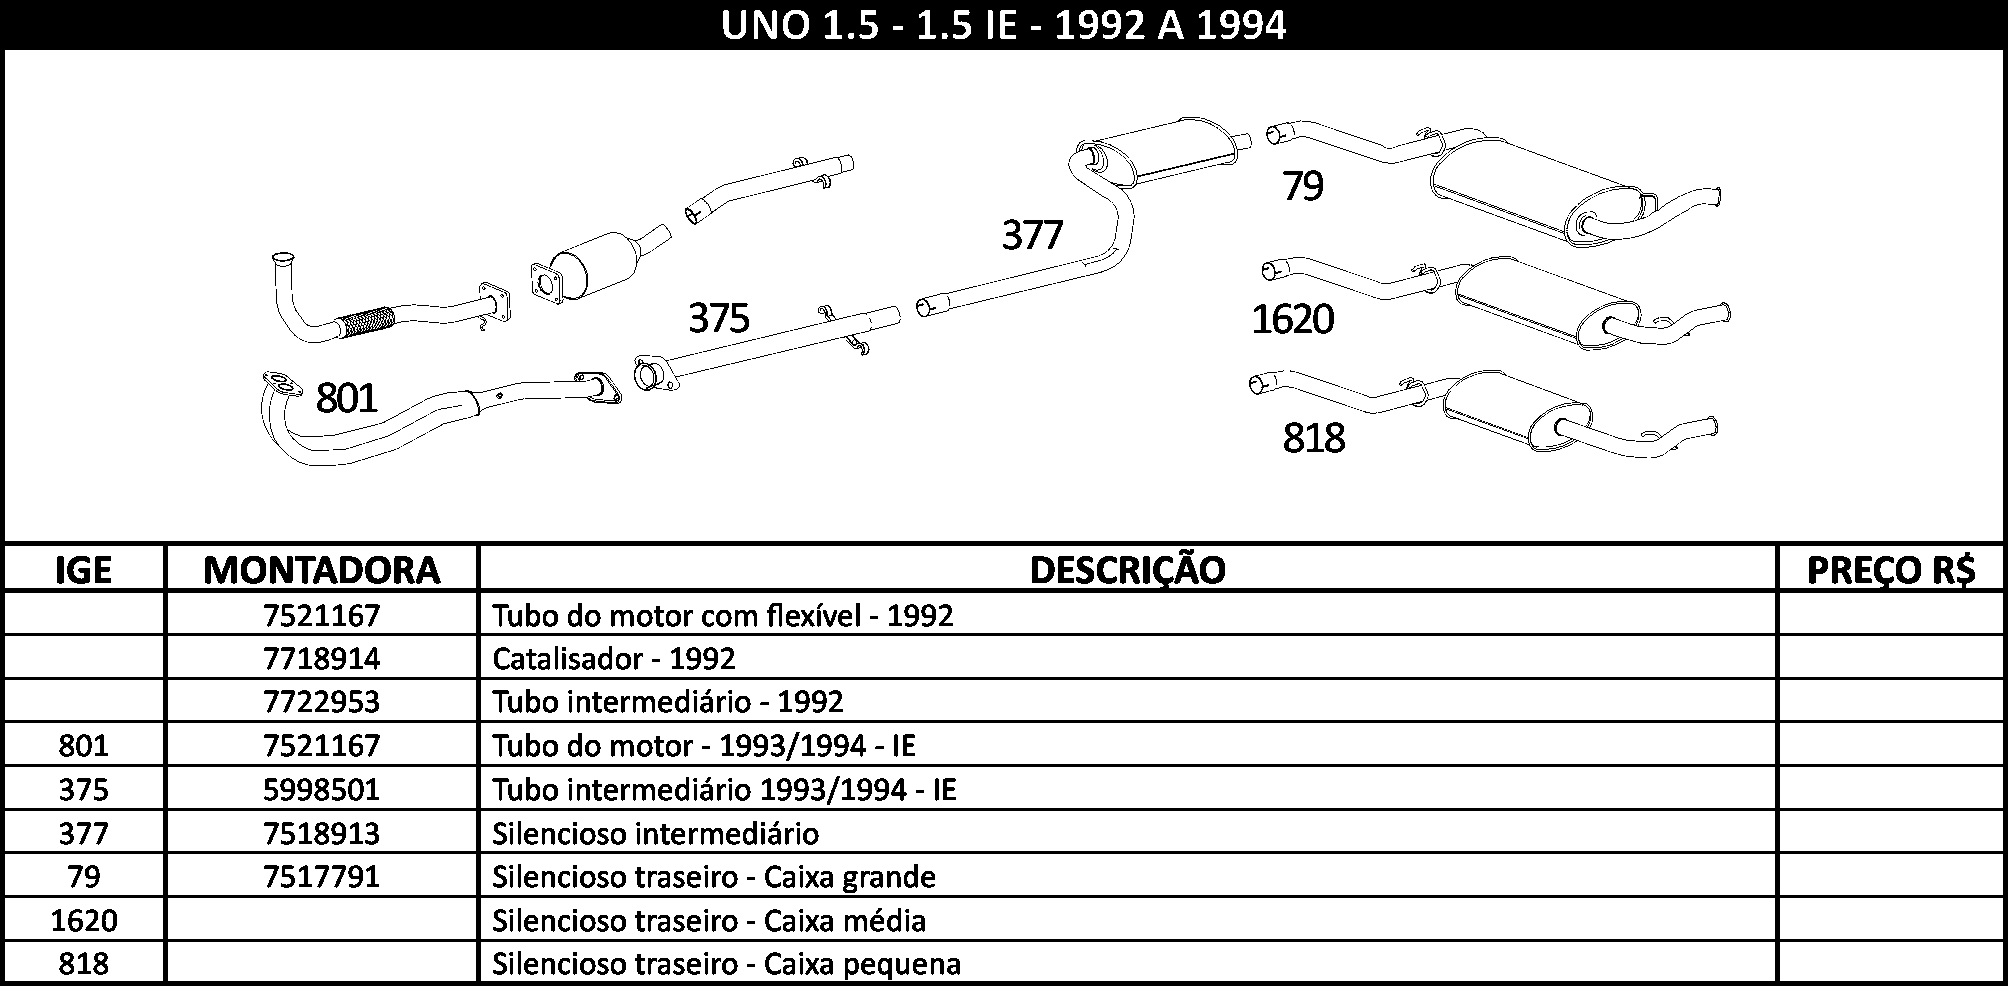 UNO 1.5 - 1.5 IE - 1992 A 1994
79
377
375
1620
801
818
IGE MONTADORA DESCRIÇÃO PREÇO R$
7521167 Tubo do motor com flexível - 1992
7718914 Catalisador - 1992
7722953 Tubo intermediário - 1992
801 7521167 Tubo do motor - 1993/1994 - IE
375 5998501 Tubo intermediário 1993/1994 - IE
377 7518913 Silencioso intermediário
79 7517791 Silencioso traseiro - Caixa grande
1620 Silencioso traseiro - Caixa média
818 Silencioso traseiro - Caixa pequena